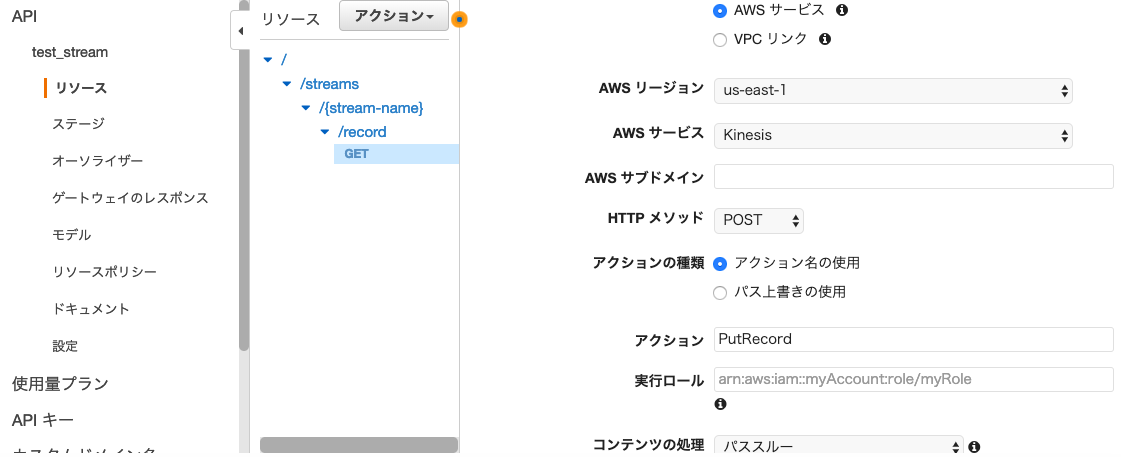 API
test_stream
リソース
ステージ
オーソライザー
ゲートウェイのレスポンス
モデル
リソースポリシー
ドキュメント
設定
使用量プラン
API キー
リソース
アクション
/
/streams
/{stream-name}
/record
GET
AWS サービス
VPC リンク
AWS リージョン us-east-1
AWS サービス Kinesis
AWS サブドメイン
HTTP メソッド POST
アクションの種類 アクション名の使用
パス上書きの使用
アクション PutRecord
実行ロール arn:aws:iam::myAccount:role/myRole
コンテンツの処理 パススルー